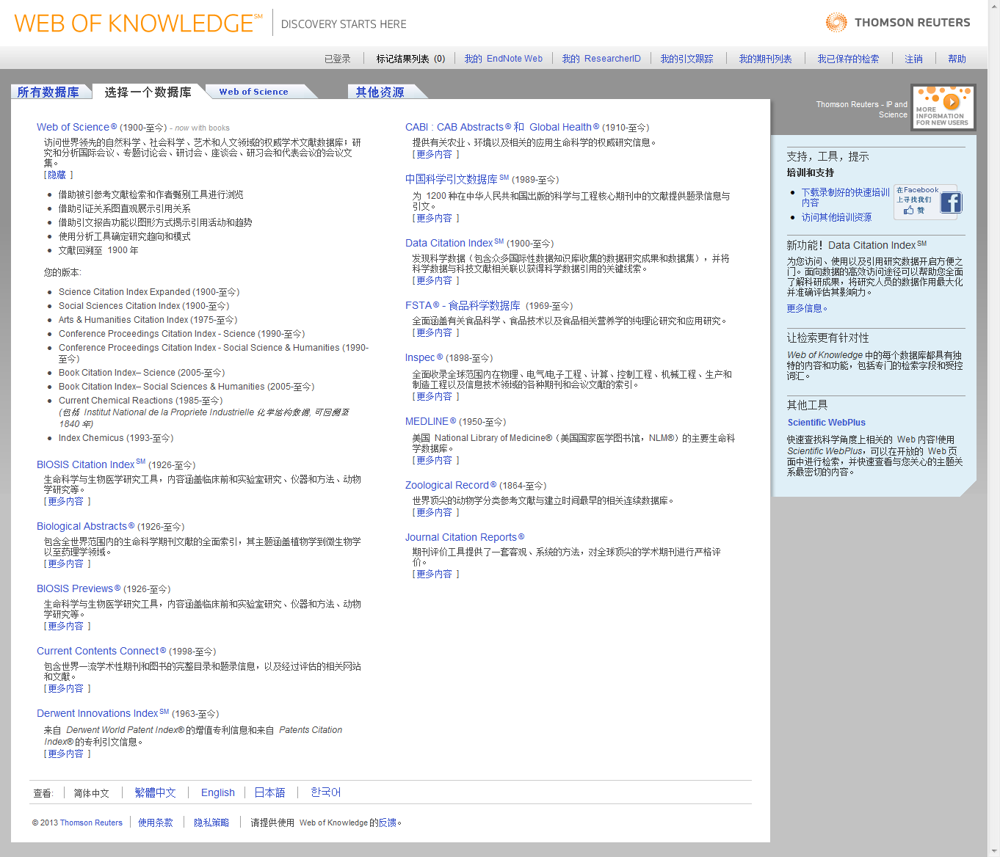 WEB OF KNOWLEDGE℠ DISCOVERY STARTS HERE
THOMSON REUTERS
已登录 标记结果列表 (0) 我的 EndNote Web 我的 ResearcherID 我的引文跟踪 我的期刊列表 我已保存的检索 注销 帮助
所有数据库 选择一个数据库 Web of Science 其他资源
Web of Science® (1900-至今) - now with books
访问世界领先的自然科学、社会科学、艺术和人文领域的权威学术文献数据库；研
究和分析国际会议、专题讨论会、研讨会、座谈会、研习会和代表会议的会议文
集。
[隐藏 ]
借助被引参考文献检索和作者甄别工具进行浏览
借助引证关系图直观展示引用关系
借助引文报告功能以图形方式揭示引用活动和趋势
使用分析工具确定研究趋向和模式
文献回溯至 1900 年
您的版本:
Science Citation Index Expanded (1900-至今)
Social Sciences Citation Index (1900-至今)
Arts & Humanities Citation Index (1975-至今)
Conference Proceedings Citation Index - Science (1990-至今)
Conference Proceedings Citation Index - Social Science & Humanities (1990-
至今)
Book Citation Index– Science (2005-至今)
Book Citation Index– Social Sciences & Humanities (2005-至今)
Current Chemical Reactions (1985-至今)
(包括 Institut National de la Propriete Industrielle 化学结构数据, 可回溯至
1840 年)
Index Chemicus (1993-至今)
BIOSIS Citation Index℠ (1926-至今)
生命科学与生物医学研究工具，内容涵盖临床前和实验室研究、仪器和方法、动物
学研究等。
[更多内容 ]
Biological Abstracts® (1926-至今)
包含全世界范围内的生命科学期刊文献的全面索引，其主题涵盖植物学到微生物学
以至药理学领域。
[更多内容 ]
BIOSIS Previews® (1926-至今)
生命科学与生物医学研究工具，内容涵盖临床前和实验室研究、仪器和方法、动物
学研究等。
[更多内容 ]
Current Contents Connect® (1998-至今)
包含世界一流学术性期刊和图书的完整目录和题录信息，以及经过评估的相关网站
和文献。
[更多内容 ]
Derwent Innovations Index℠ (1963-至今)
来自 Derwent World Patent Index® 的增值专利信息和来自 Patents Citation
Index® 的专利引文信息。
[更多内容 ]
CABI : CAB Abstracts® 和 Global Health® (1910-至今)
提供有关农业、环境以及相关的应用生命科学的权威研究信息。
[更多内容 ]
中国科学引文数据库℠ (1989-至今)
为 1200 种在中华人民共和国出版的科学与工程核心期刊中的文献提供题录信息与
引文。
[更多内容 ]
Data Citation Index℠ (1900-至今)
发现科学数据（包含众多国际性数据知识库收集的数据研究成果和数据集），并将
科学数据与科技文献相关联以获得科学数据引用的关键线索。
[更多内容 ]
FSTA® - 食品科学数据库 (1969-至今)
全面涵盖有关食品科学、食品技术以及食品相关营养学的纯理论研究和应用研究。
[更多内容 ]
Inspec® (1898-至今)
全面收录全球范围内在物理、电气/电子工程、计算、控制工程、机械工程、生产和
制造工程以及信息技术领域的各种期刊和会议文献的索引。
[更多内容 ]
MEDLINE® (1950-至今)
美国 National Library of Medicine®（美国国家医学图书馆，NLM®）的主要生命科
学数据库。
[更多内容 ]
Zoological Record® (1864-至今)
世界顶尖的动物学分类参考文献与建立时间最早的相关连续数据库。
[更多内容 ]
Journal Citation Reports®
期刊评价工具提供了一套客观、系统的方法，对全球顶尖的学术期刊进行严格评
价。
[更多内容 ]
Thomson Reuters - IP and
Science
MORE
INFORMATION
FOR NEW USERS
支持，工具，提示
培训和支持
下载录制好的快速培训
内容
访问其他培训资源
在Facebook
上寻找我们
赞
新功能！Data Citation Index℠
为您访问、使用以及引用研究数据开启方便之
门。面向数据的高效访问途径可以帮助您全面
了解科研成果，将研究人员的数据作用最大化
并准确评估其影响力。
更多信息。
让检索更有针对性
Web of Knowledge 中的每个数据库都具有独
特的内容和功能，包括专门的检索字段和受控
词汇。
其他工具
Scientific WebPlus
快速查找科学角度上相关的 Web 内容!使用
Scientific WebPlus，可以在开放的 Web 页
面中进行检索，并快速查看与您关心的主题关
系最密切的内容。
查看: 简体中文 繁體中文 English 日本語 한국어
© 2013 Thomson Reuters 使用条款 隐私策略 请提供使用 Web of Knowledge 的反馈。